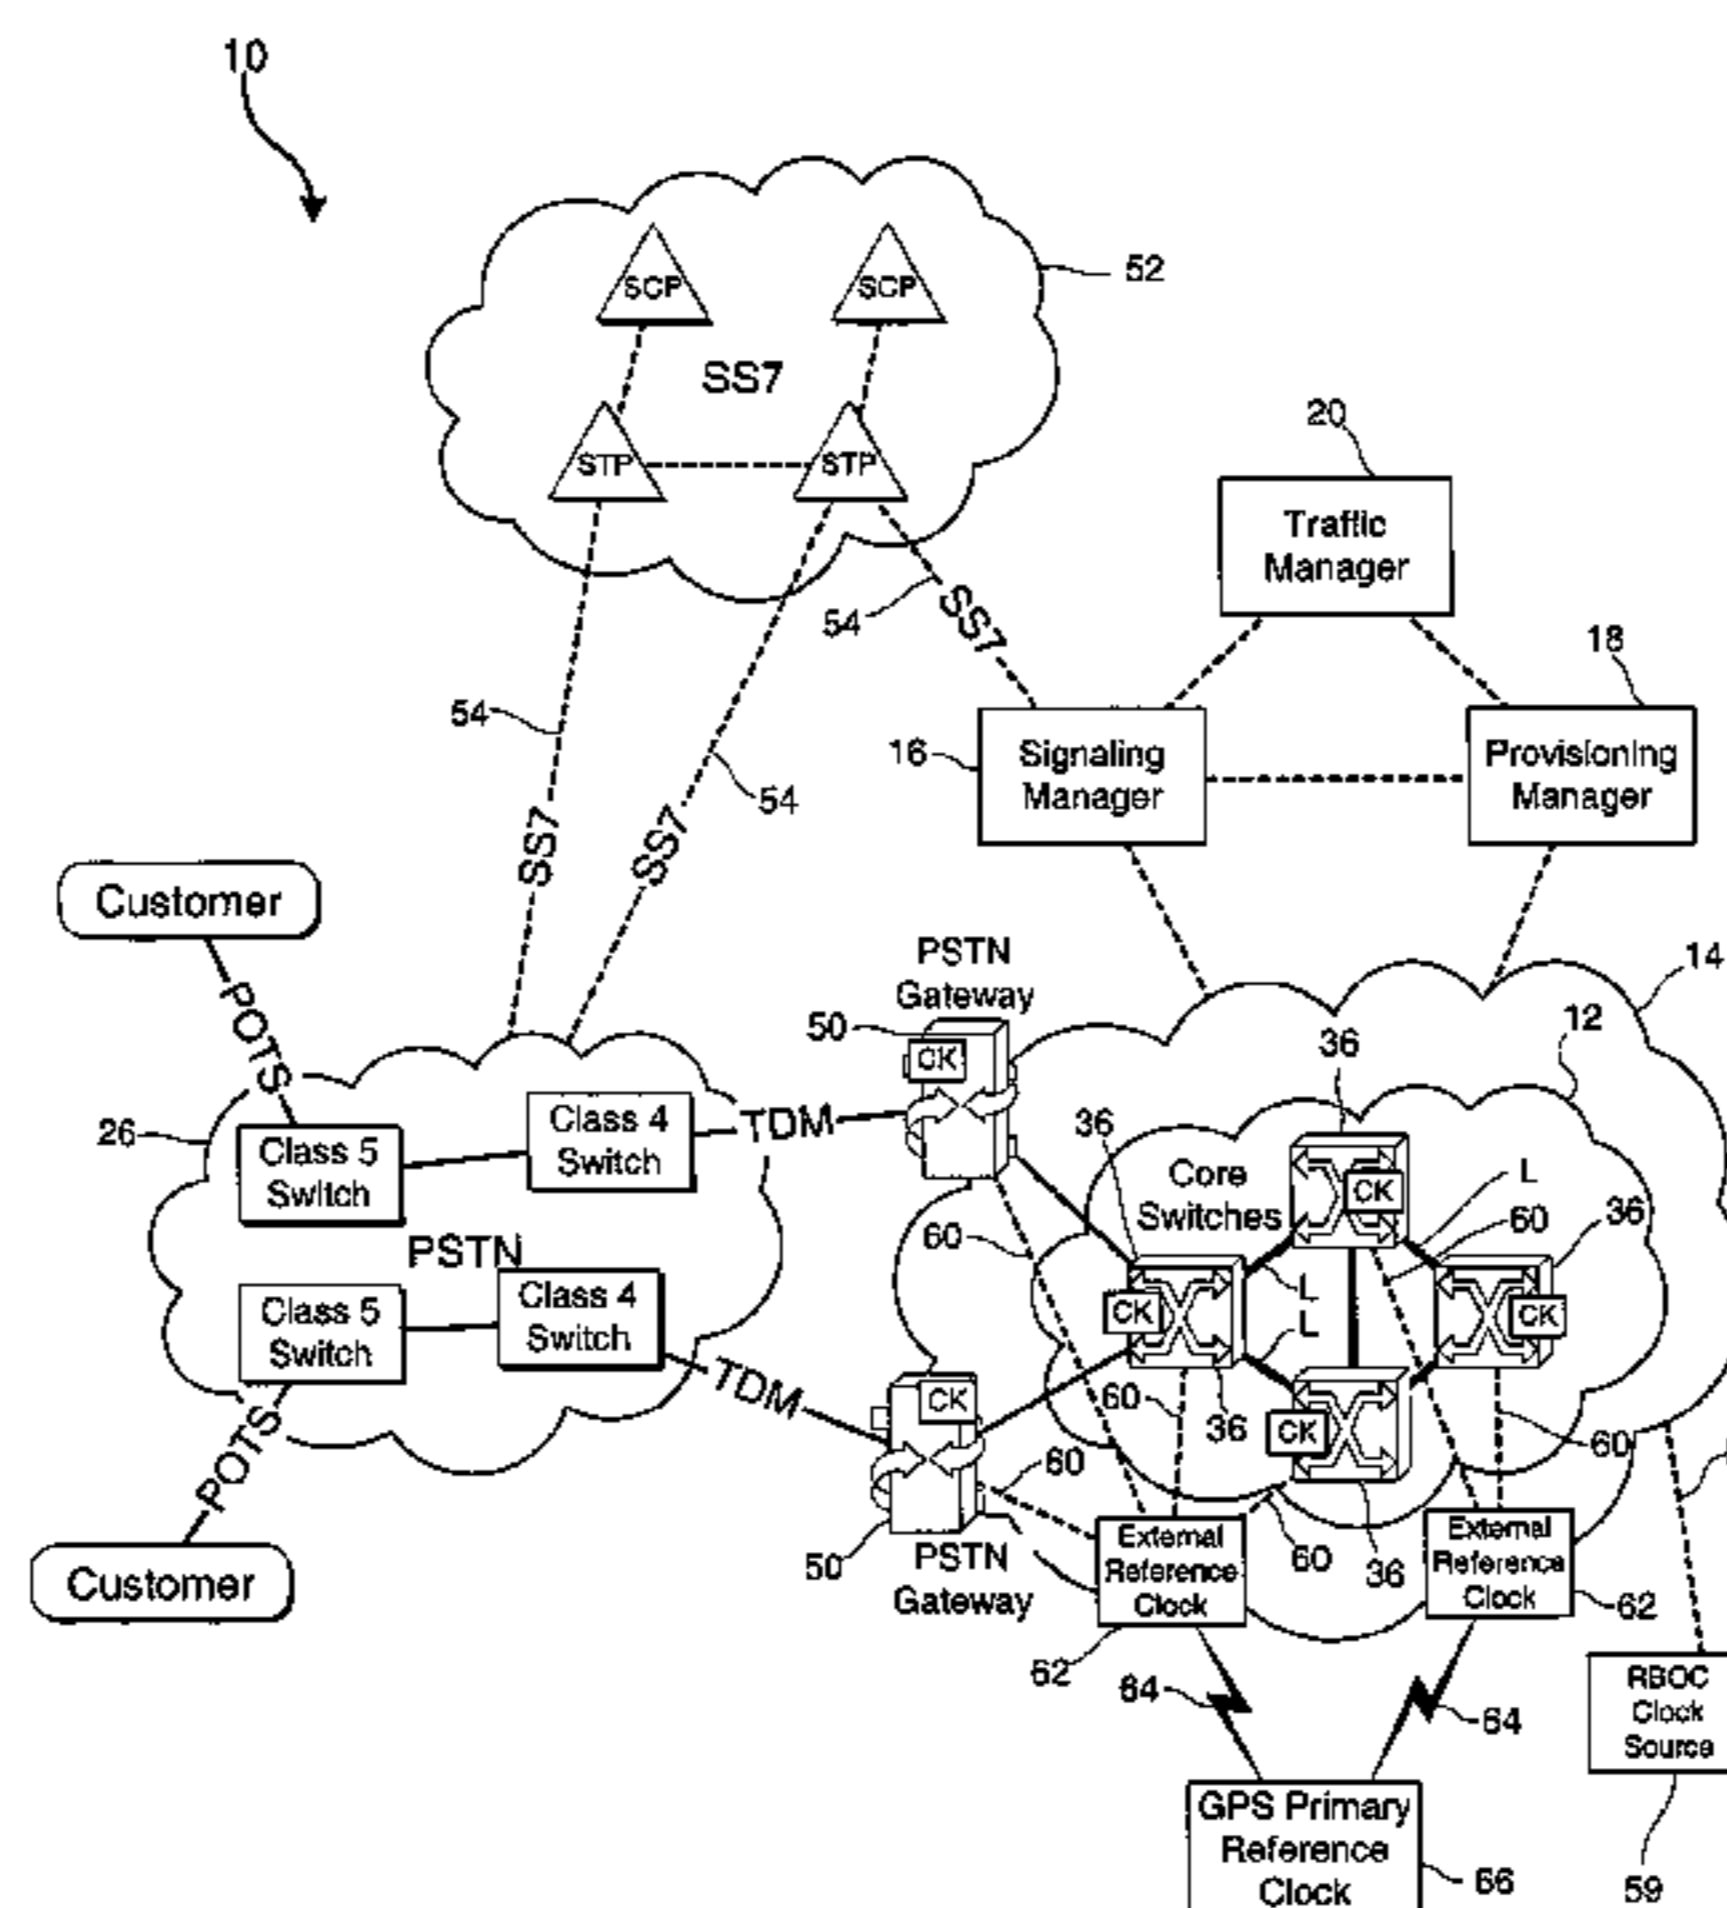 10
SCP
SCP
52
SS7
STP
STP
20
Traffic
Manager
54
SS7
18
54
16
Signaling
Manager
Provisioning
Manager
54
SS7
SS7
Customer
PSTN
Gateway
14
POTS
50
CK
12
36
26
Class 5
Switch
Class 4
Switch
TDM
36
Core
Switches
CK
L
60
36
60
PSTN
Class 5
Switch
Class 4
Switch
CK
L
L
CK
TDM
CK
60
36
CK
60
POTS
60
50
PSTN
Gateway
External
Reference
Clock
60
36
External
Reference
Clock
62
Customer
62
64
64
RBOC
Clock
Source
GPS Primary
Reference
Clock
66
59